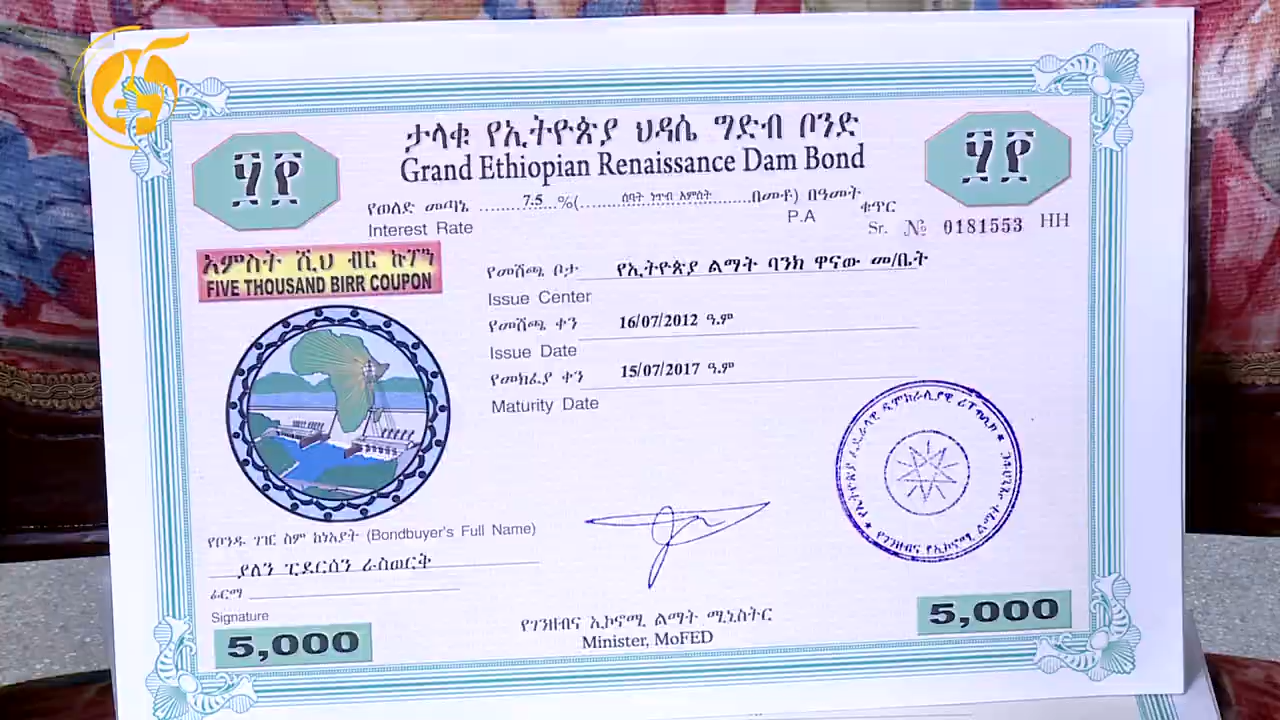 ታላቁ የኢትዮጵያ ህዳሴ ግድብ ቦንድ
Grand Ethiopian Renaissance Dam Bond
፶ ፻
፶ ፻
የወለድ መጣኔ ........7.5...%(.......ሰባት ነጥብ አምስት.......በመቶ) በዓመት
Interest Rate P.A
ቁጥር
Sr. № 0181553 HH
አምስት ሺህ ብር ኩፖን
FIVE THOUSAND BIRR COUPON
የመሸጫ ቦታ የኢትዮጵያ ልማት ባንክ ዋናው መ/ቤት
Issue Center
የመሸጫ ቀን 16/07/2012 ዓ.ም
Issue Date
የመክፈያ ቀን 15/07/2017 ዓ.ም
Maturity Date
የቦንዱ ገዢ ስም ከነአያት (Bondbuyer's Full Name)
ያለን ፒደርሰን ራስወርቅ
ፊርማ
Signature
5,000
የገንዘብና ኢኮኖሚ ልማት ሚኒስትር
Minister, MoFED
5,000